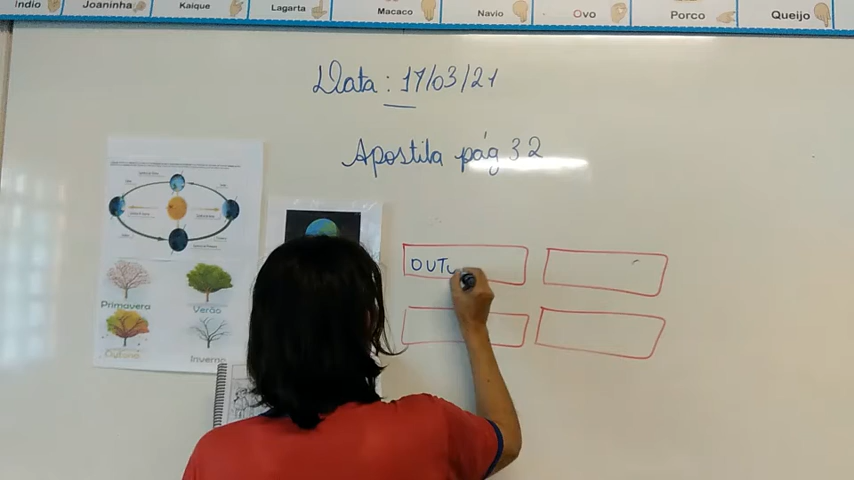 Índio Joaninha Kaique Lagarta Macaco Navio Ovo Porco Queijo
Data: 17/03/21
Apostila pág 32
OUTU
Primavera Verão
Outono Inverno